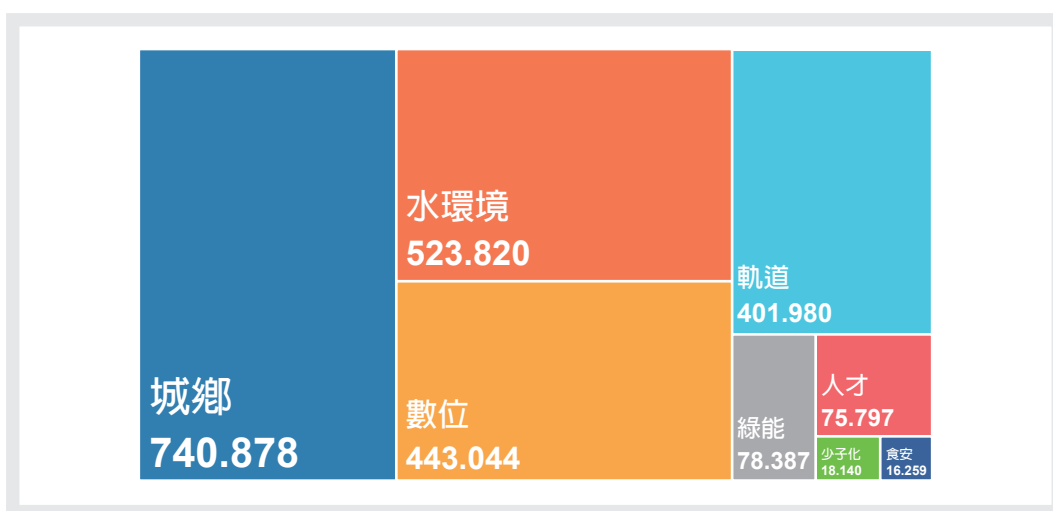 城鄉
740.878
水環境
523.820
數位
443.044
軌道
401.980
綠能
78.387
人才
75.797
少子化
18.140
食安
16.259